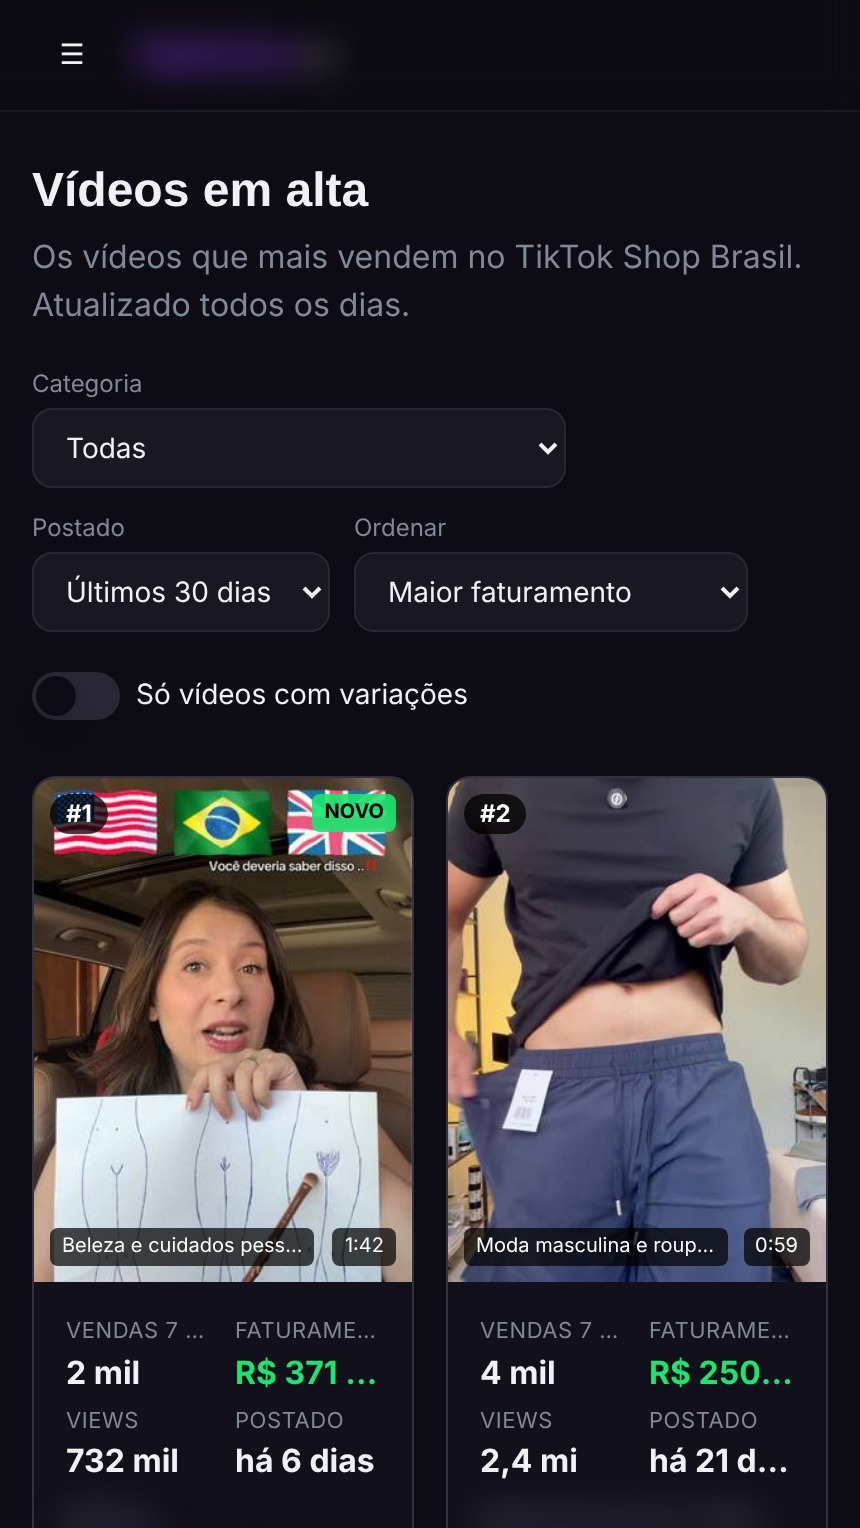 ☰
Vídeos em alta
Os vídeos que mais vendem no TikTok Shop Brasil.
Atualizado todos os dias.
Categoria
Todas
Postado
Ordenar
Últimos 30 dias
Maior faturamento
Só vídeos com variações
#1
NOVO
Você deveria saber disso ..‼️
Beleza e cuidados pess...
1:42
VENDAS 7 ...
FATURAME...
2 mil
R$ 371 ...
VIEWS
POSTADO
732 mil
há 6 dias
#2
Moda masculina e roup...
0:59
VENDAS 7 ...
FATURAME...
4 mil
R$ 250...
VIEWS
POSTADO
2,4 mi
há 21 d...